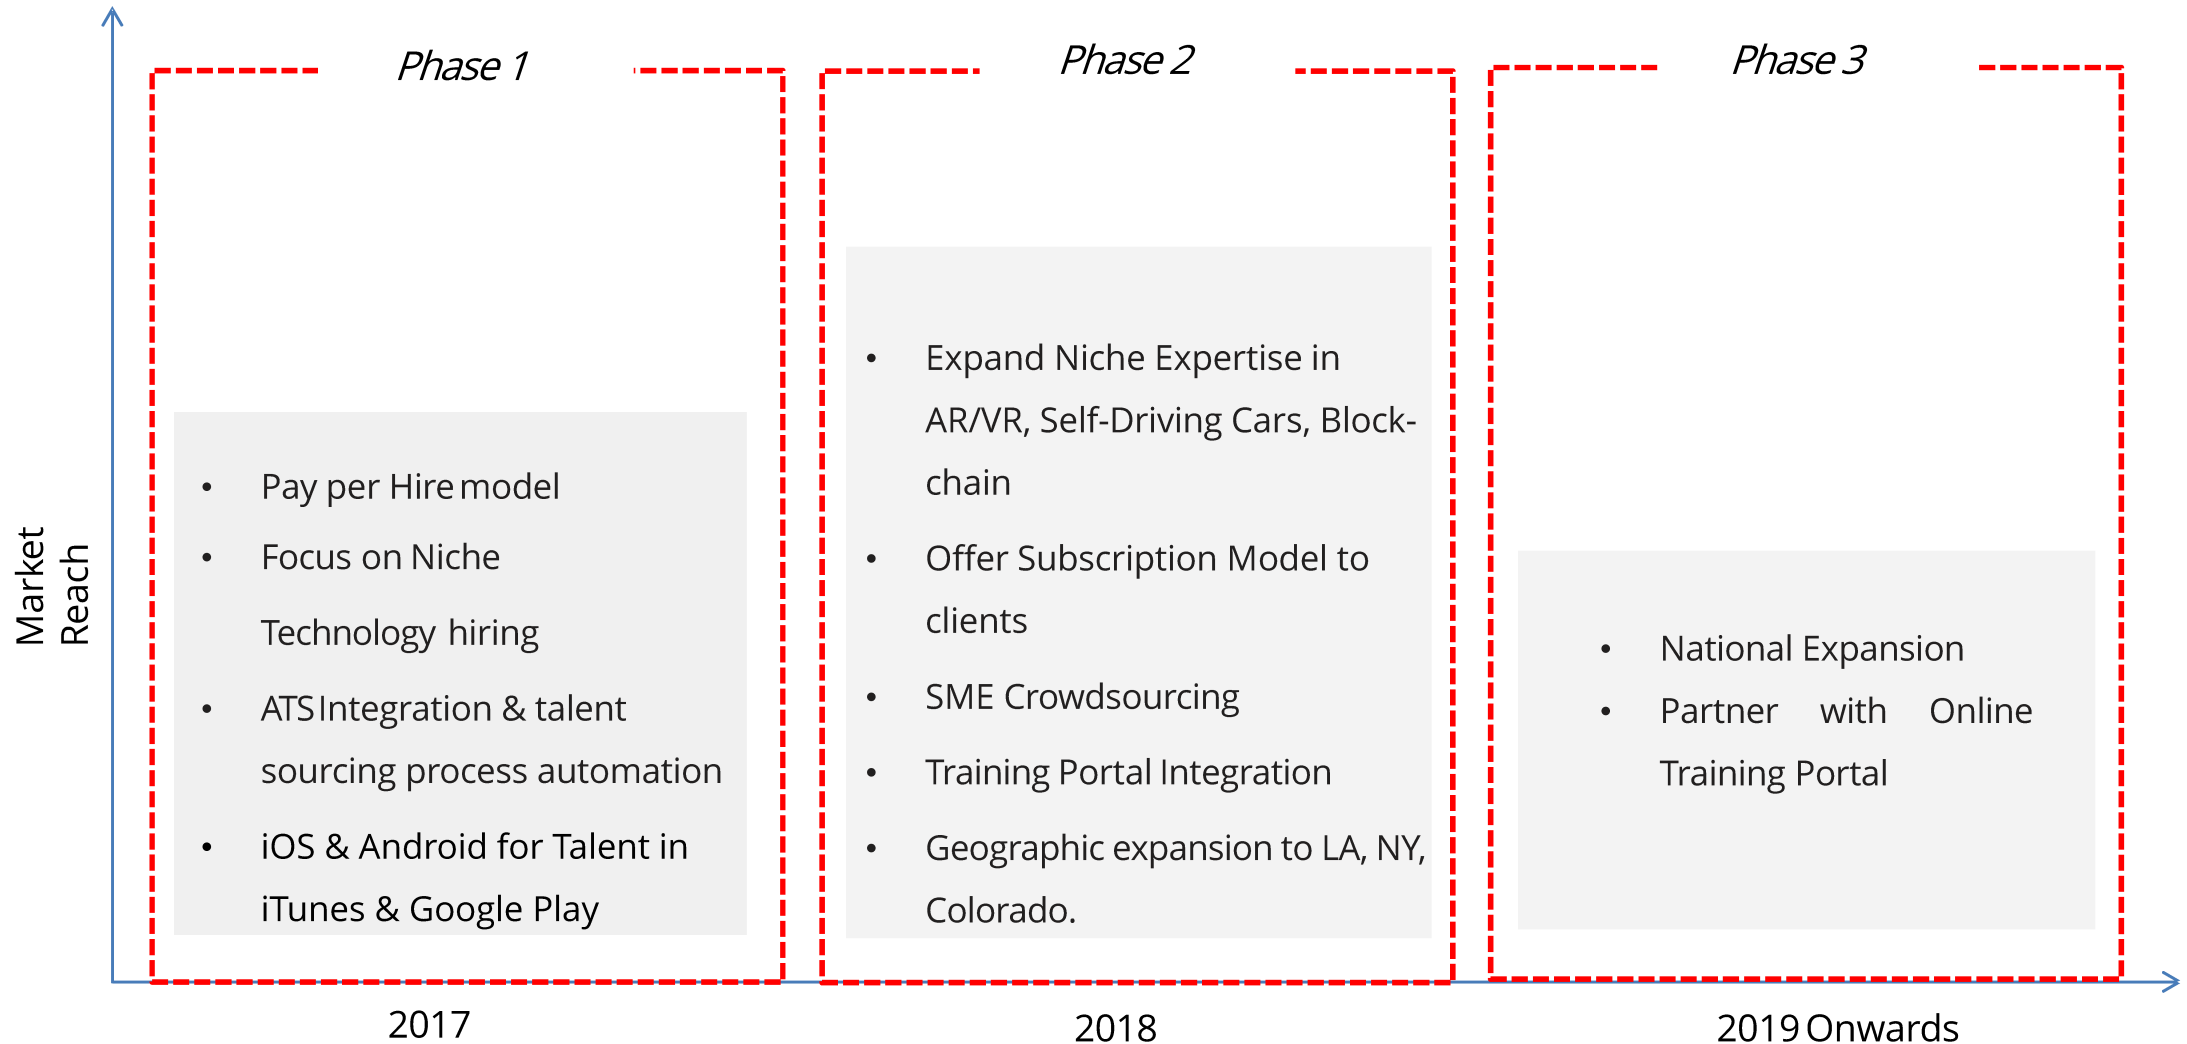 Phase 1
Phase 2
Phase 3
Market
Reach
• Pay per Hire model
• Focus on Niche
Technology hiring
• ATS Integration & talent
sourcing process automation
• iOS & Android for Talent in
iTunes & Google Play
• Expand Niche Expertise in
AR/VR, Self-Driving Cars, Block-
chain
• Offer Subscription Model to
clients
• SME Crowdsourcing
• Training Portal Integration
• Geographic expansion to LA, NY,
Colorado.
• National Expansion
• Partner with Online
Training Portal
2017
2018
2019 Onwards